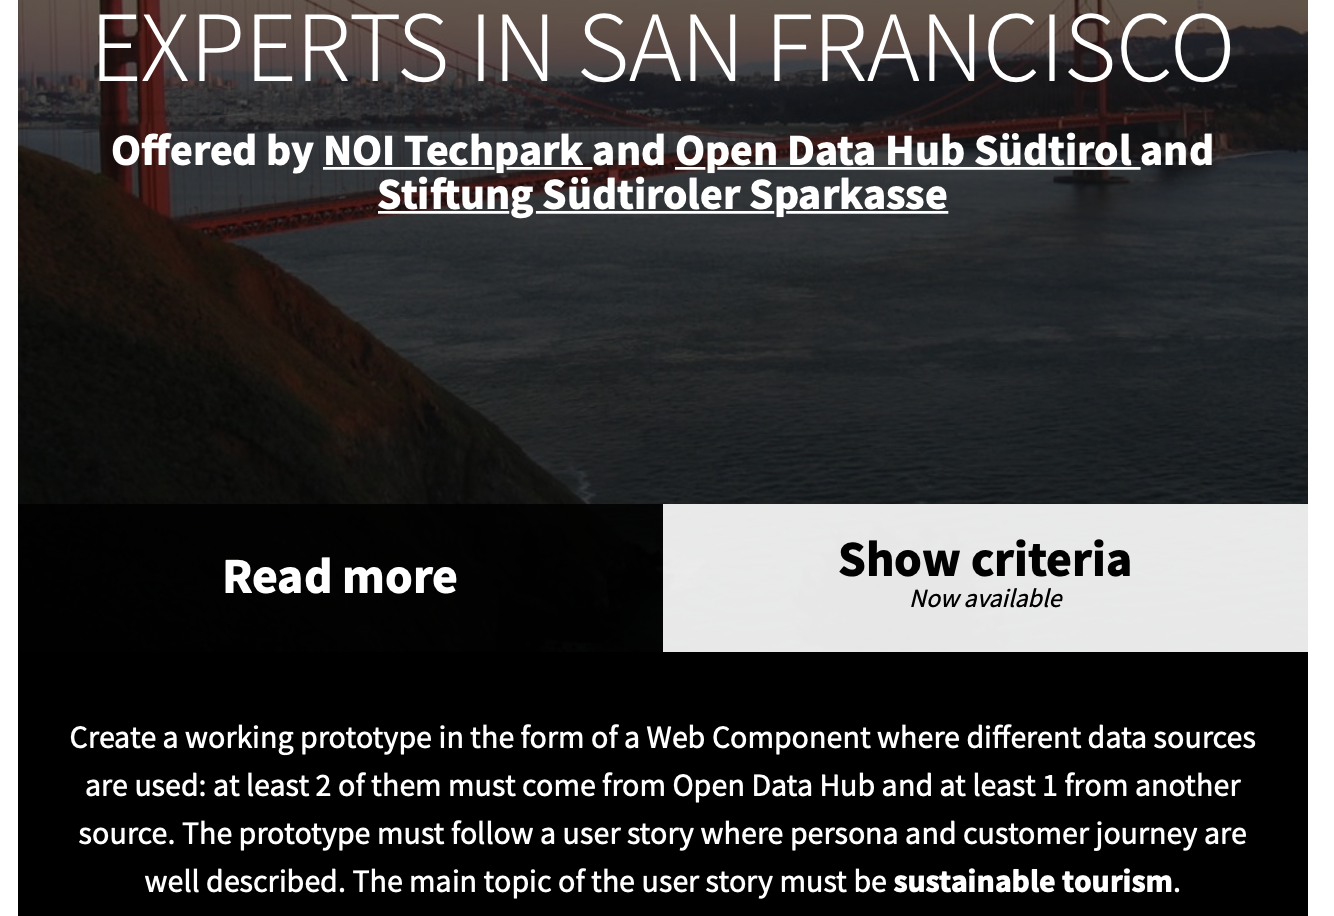 EXPERTS IN SAN FRANCISCO
Offered by NOI Techpark and Open Data Hub Südtirol and
Stiftung Südtiroler Sparkasse
Read more
Show criteria
Now available
Create a working prototype in the form of a Web Component where different data sources
are used: at least 2 of them must come from Open Data Hub and at least 1 from another
source. The prototype must follow a user story where persona and customer journey are
well described. The main topic of the user story must be sustainable tourism.